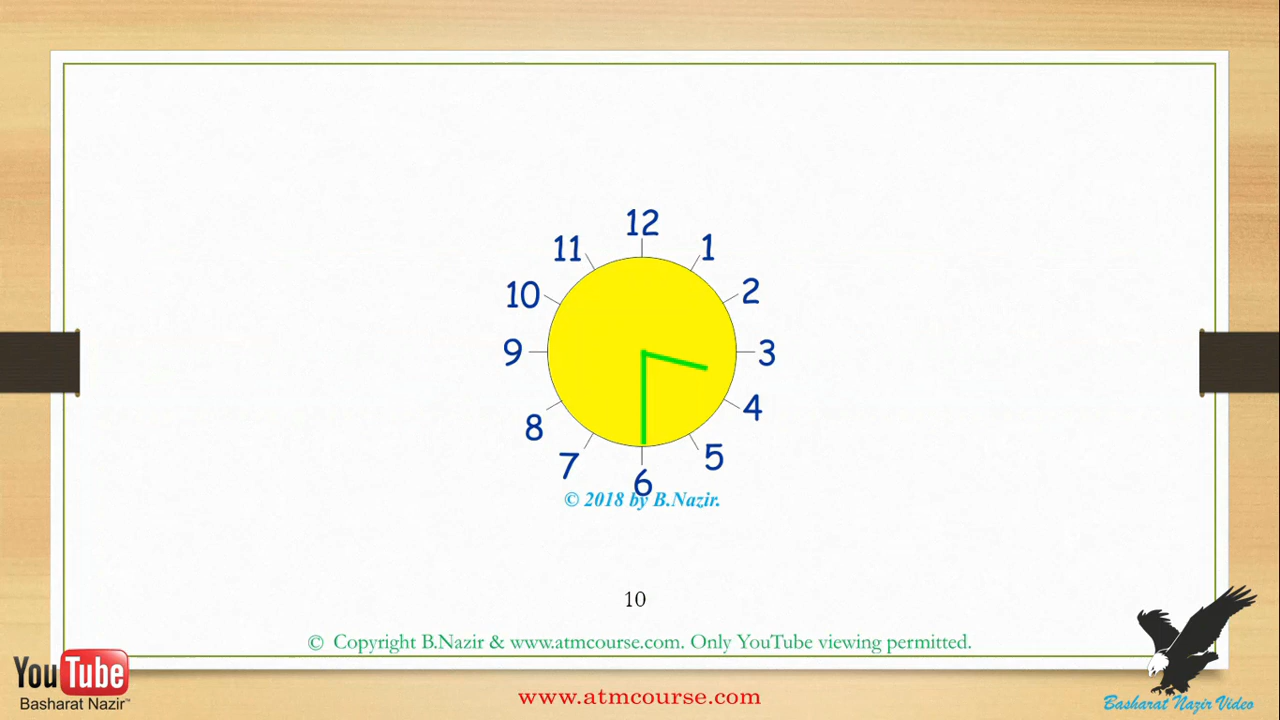 12
11 1
10 2
9 3
8 4
7 5
6
© 2018 by B.Nazir.
10
© Copyright B.Nazir & www.atmcourse.com. Only YouTube viewing permitted.
YouTube
Basharat Nazir™
www.atmcourse.com
Basharat Nazir Video